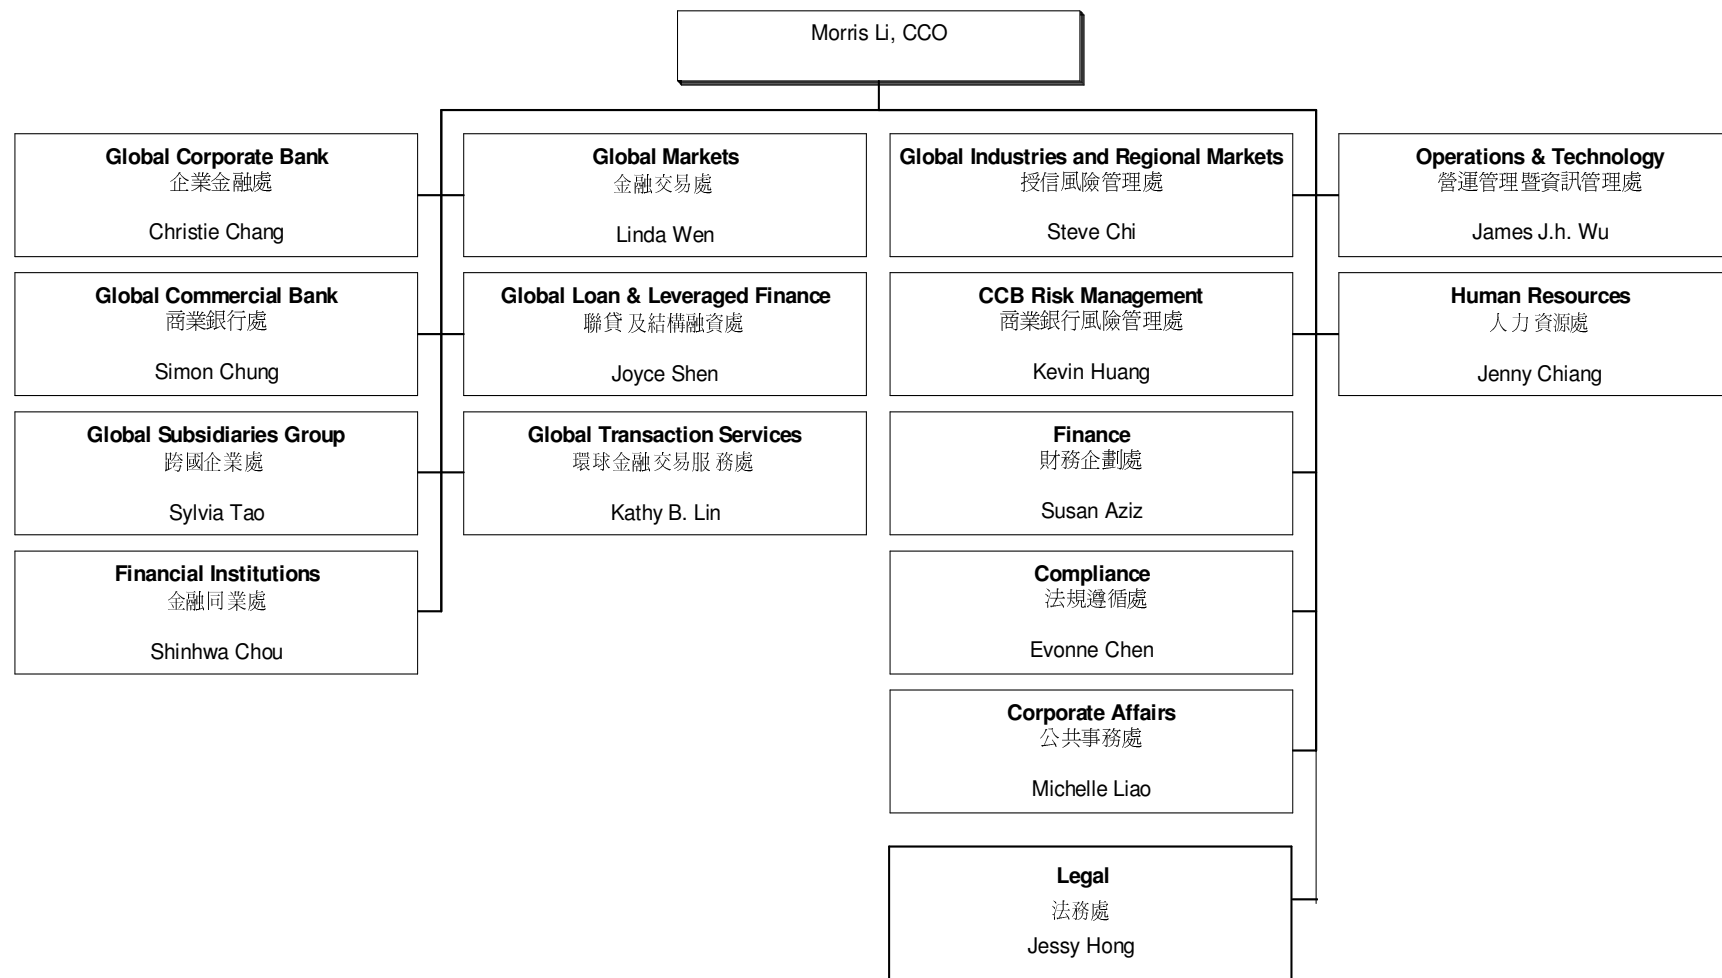 Morris Li, CCO
Global Corporate Bank
企業金融處
Christie Chang
Global Markets
金融交易處
Linda Wen
Global Industries and Regional Markets
授信風險管理處
Steve Chi
Operations & Technology
營運管理暨資訊管理處
James J.h. Wu
Global Commercial Bank
商業銀行處
Simon Chung
Global Loan & Leveraged Finance
聯貸及結構融資處
Joyce Shen
CCB Risk Management
商業銀行風險管理處
Kevin Huang
Human Resources
人力資源處
Jenny Chiang
Global Subsidiaries Group
跨國企業處
Sylvia Tao
Global Transaction Services
環球金融交易服務處
Kathy B. Lin
Finance
財務企劃處
Susan Aziz
Financial Institutions
金融同業處
Shinhwa Chou
Compliance
法規遵循處
Evonne Chen
Corporate Affairs
公共事務處
Michelle Liao
Legal
法務處
Jessy Hong